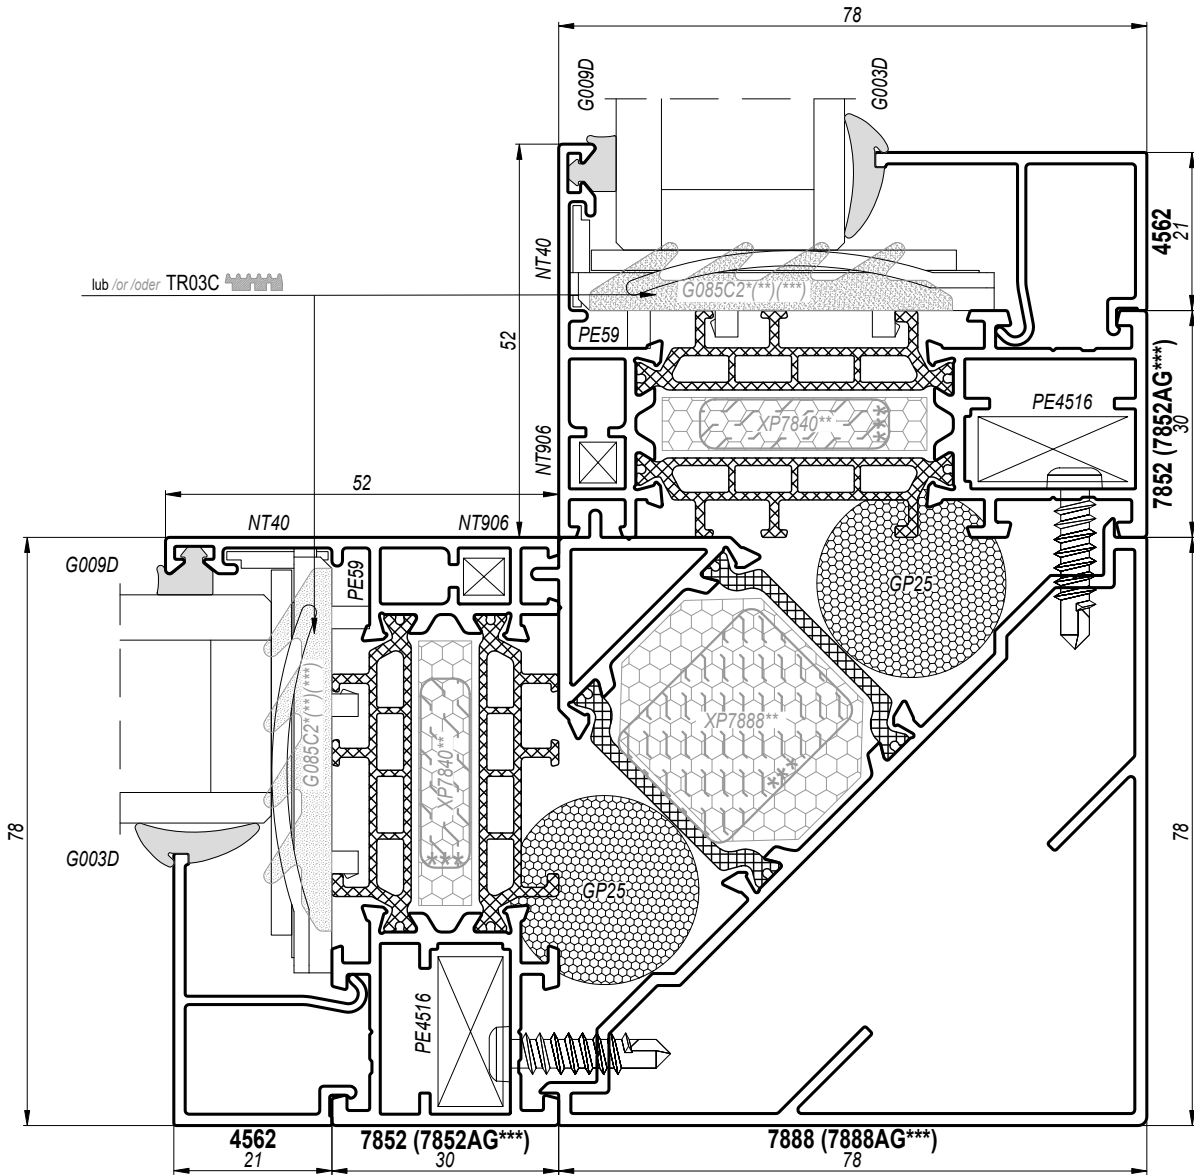 78
G009D
G003D
4562
21
NT40
lub /or /oder TR03C
G085C2*(**)(***)
52
PE59
7852 (7852AG***)
30
PE4516
XP7840**
***
NT906
52
NT40
NT906
G009D
PE59
GP25
G085C2*(**)(***)
XP7888**
***
XP7840**
***
78
78
G003D
GP25
PE4516
4562
7852 (7852AG***)
7888 (7888AG***)
21
30
78